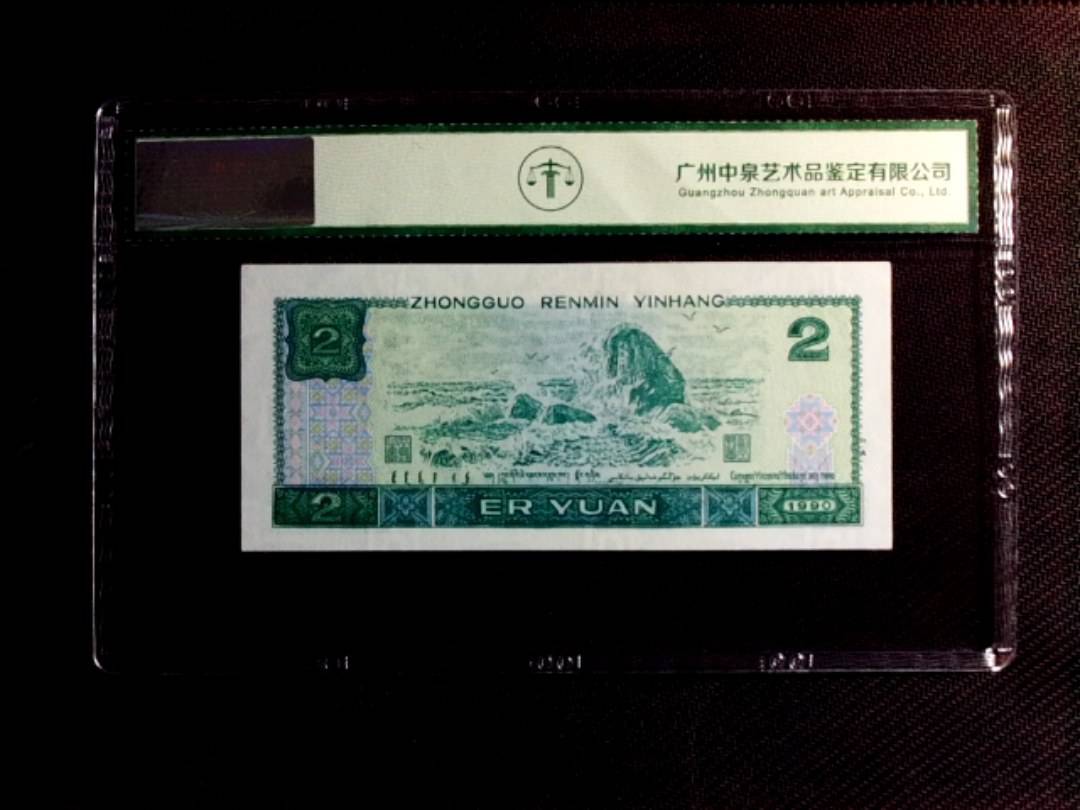 广州中泉艺术品鉴定有限公司
Guangzhou Zhongquan art Appraisal Co., Ltd.
ZHONGGUO RENMIN YINHANG
2
2
2
ER YUAN
1990